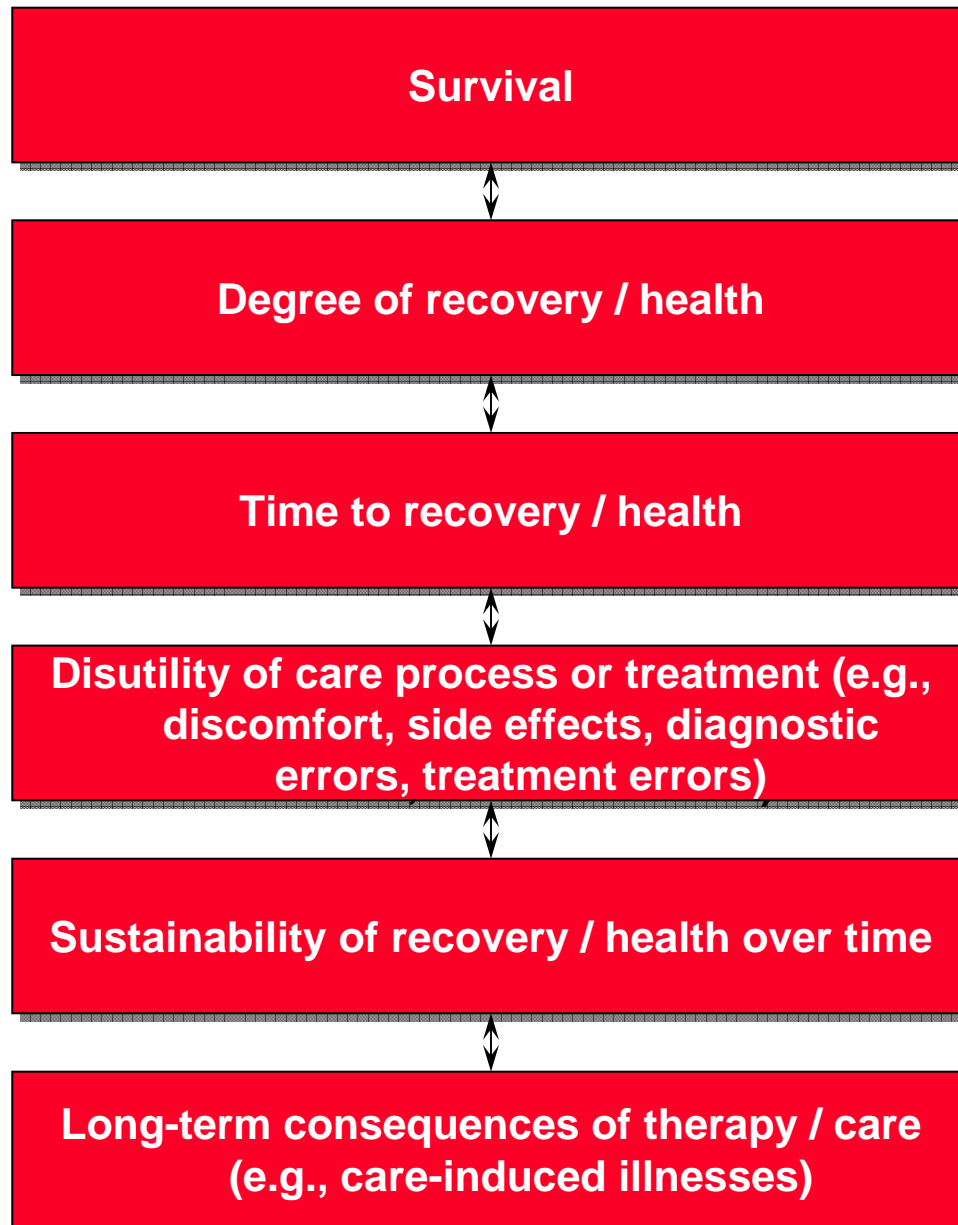 Survival
Degree of recovery / health
Time to recovery / health
Disutility of care process or treatment (e.g.,
discomfort, side effects, diagnostic
errors, treatment errors)
Sustainability of recovery / health over time
Long-term consequences of therapy / care
(e.g., care-induced illnesses)